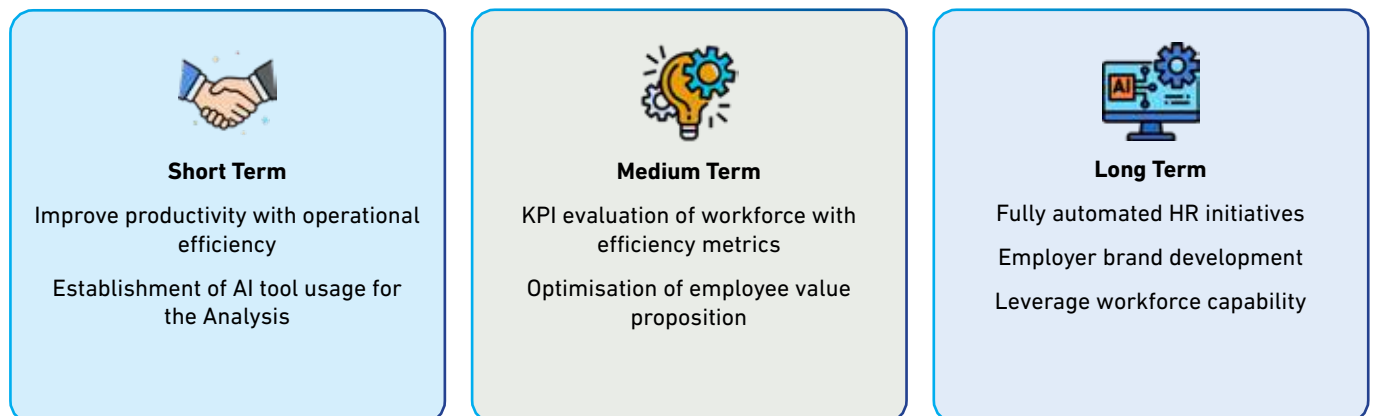 Short Term
Improve productivity with operational
efficiency
Establishment of AI tool usage for
the Analysis
Medium Term
KPI evaluation of workforce with
efficiency metrics
Optimisation of employee value
proposition
AI
Long Term
Fully automated HR initiatives
Employer brand development
Leverage workforce capability